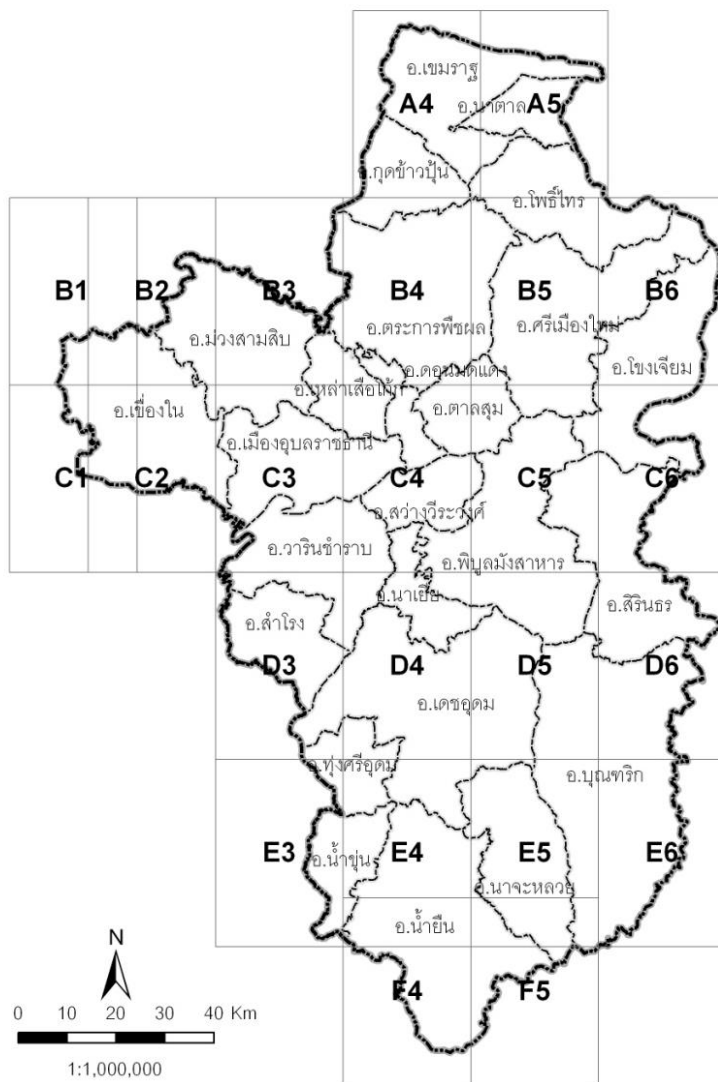 อ.เขมราฐ
A4
อ.นาตาล
A5
อ.กุดข้าวปุ้น
อ.โพธิ์ไทร
B1
B2
B3
B4
B5
B6
อ.ม่วงสามสิบ
อ.ตระการพืชผล
อ.ศรีเมืองใหม่
อ.ดอนมดแดง
อ.โขงเจียม
อ.เหล่าเสือโก้ก
อ.เขื่องใน
อ.ตาลสุม
อ.เมืองอุบลราชธานี
C1
C2
C3
C4
C5
C6
อ.สว่างวีระวงศ์
อ.วารินชำราบ
อ.พิบูลมังสาหาร
อ.นาเยีย
อ.สิรินธร
อ.สำโรง
D3
D4
D5
D6
อ.เดชอุดม
อ.ทุ่งศรีอุดม
อ.บุณฑริก
E3
อ.น้ำขุ่น
E4
E5
E6
อ.นาจะหลวย
อ.น้ำยืน
N
F4
F5
0 10 20 30 40 Km
1:1,000,000